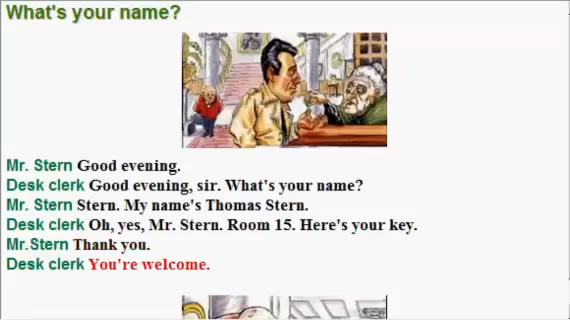 What's your name?
Mr. Stern Good evening.
Desk clerk Good evening, sir. What's your name?
Mr. Stern Stern. My name's Thomas Stern.
Desk clerk Oh, yes, Mr. Stern. Room 15. Here's your key.
Mr.Stern Thank you.
Desk clerk You're welcome.